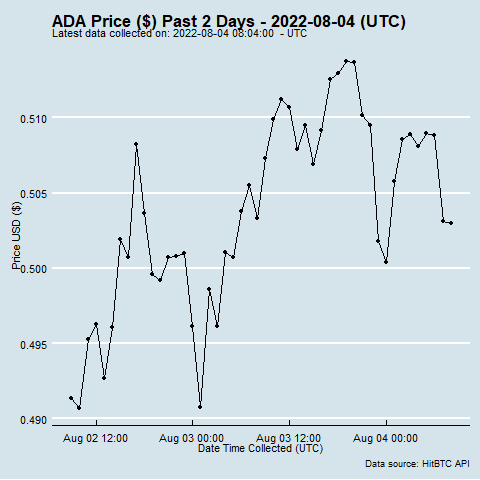 ADA Price ($) Past 2 Days - 2022-08-04 (UTC)
Latest data collected on: 2022-08-04 08:04:00 - UTC
0.510
0.505
0.500
0.495
0.490
Price USD ($)
Aug 02 12:00 Aug 03 00:00 Aug 03 12:00 Aug 04 00:00
Date Time Collected (UTC)
Data source: HitBTC API